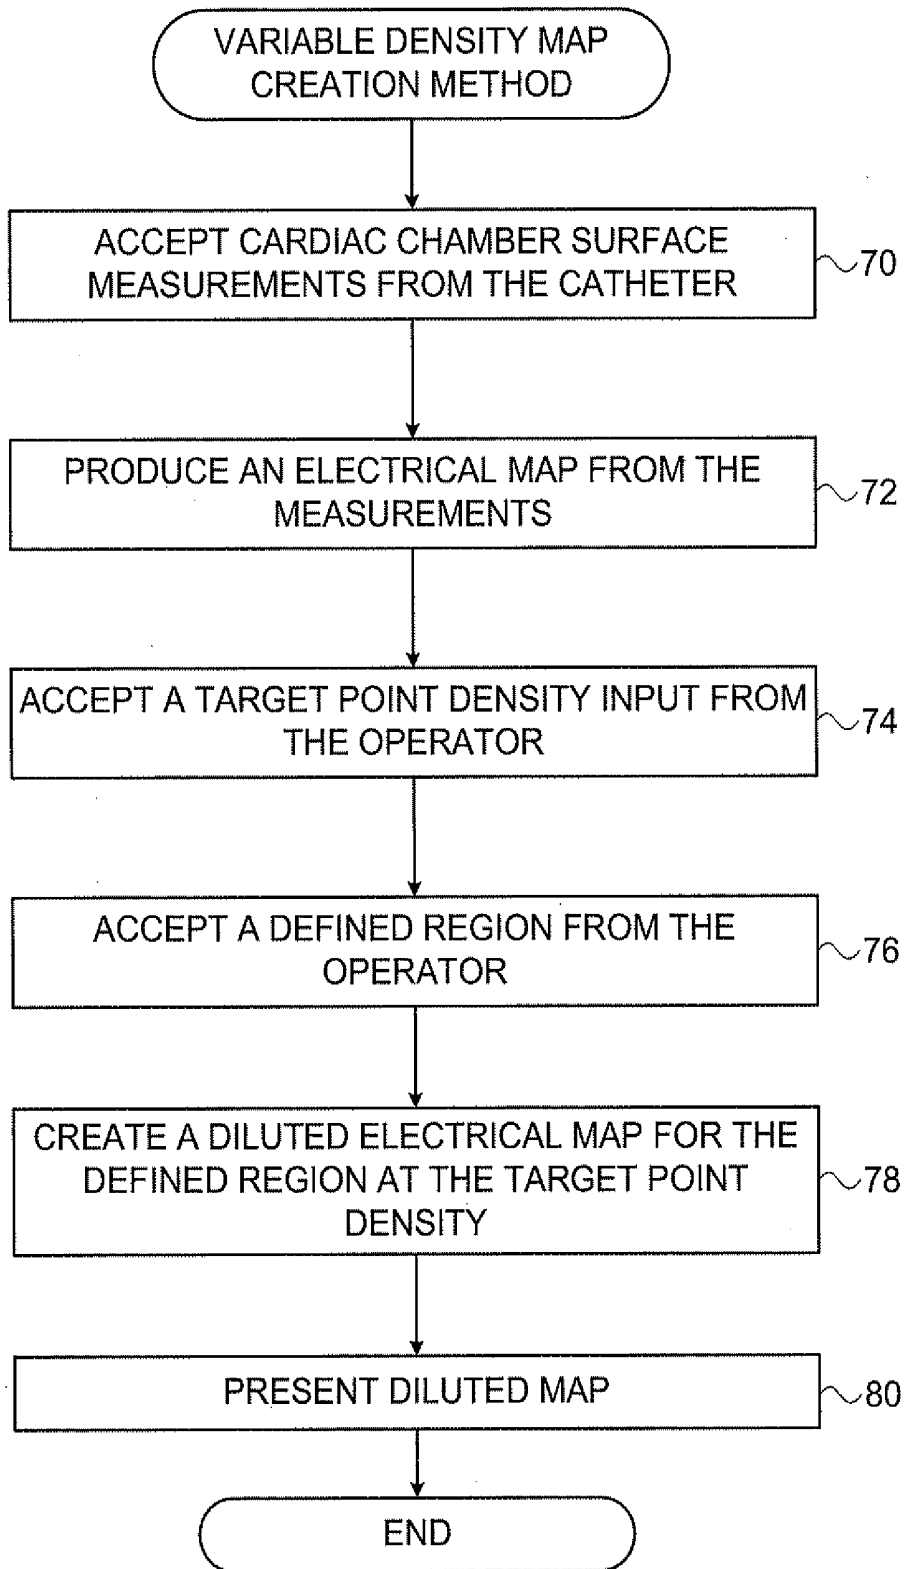 VARIABLE DENSITY MAP
CREATION METHOD
ACCEPT CARDIAC CHAMBER SURFACE
MEASUREMENTS FROM THE CATHETER
70
PRODUCE AN ELECTRICAL MAP FROM THE
MEASUREMENTS
72
ACCEPT A TARGET POINT DENSITY INPUT FROM
THE OPERATOR
74
ACCEPT A DEFINED REGION FROM THE
OPERATOR
76
CREATE A DILUTED ELECTRICAL MAP FOR THE
DEFINED REGION AT THE TARGET POINT
DENSITY
78
PRESENT DILUTED MAP
80
END